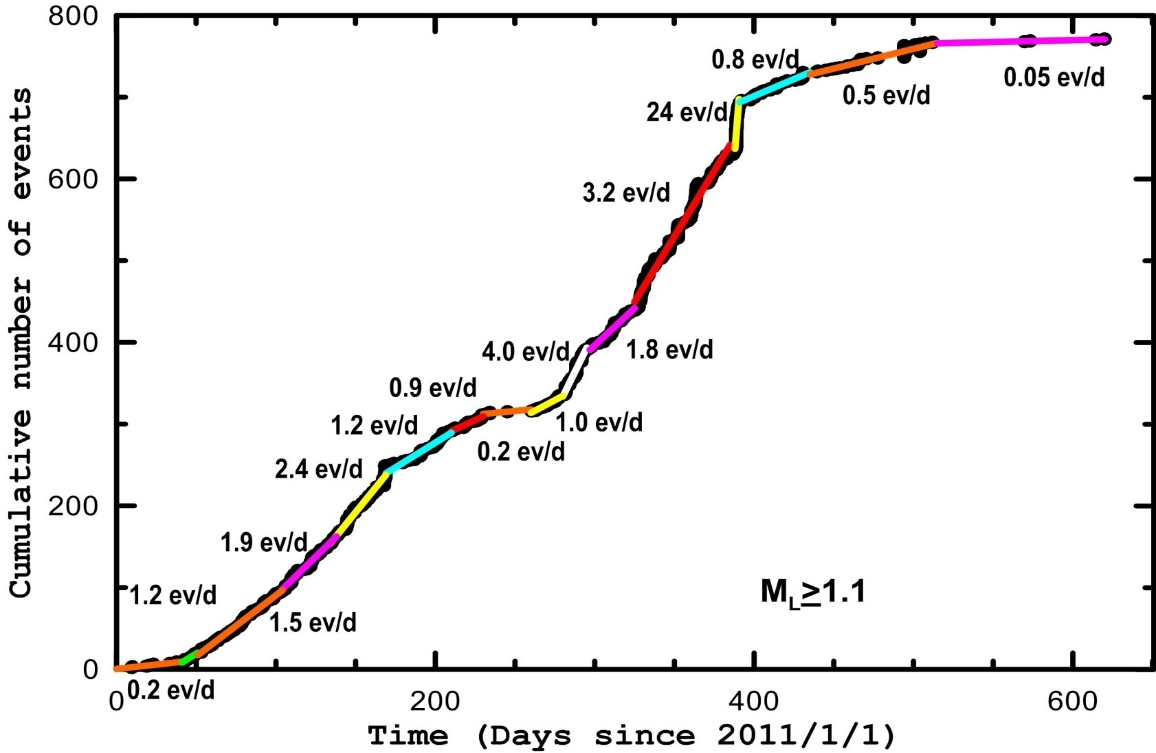 800
0.8 ev/d
0.05 ev/d
0.5 ev/d
24 ev/d
600
3.2 ev/d
Cumulative number of events
400
4.0 ev/d
1.8 ev/d
0.9 ev/d
1.2 ev/d
1.0 ev/d
0.2 ev/d
2.4 ev/d
200
1.9 ev/d
1.2 ev/d
M_L≥1.1
1.5 ev/d
0
0.2 ev/d
0 200 400 600
Time (Days since 2011/1/1)